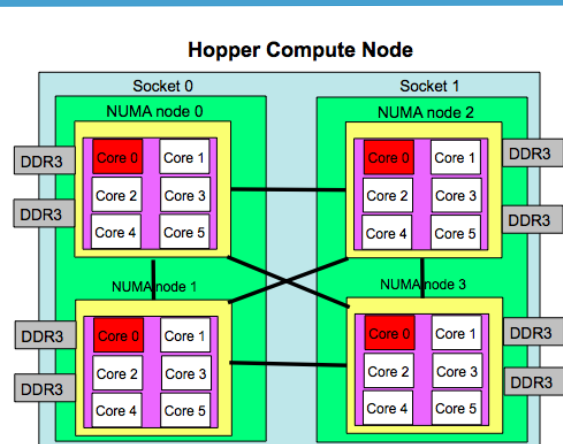 Hopper Compute Node
Socket 0 Socket 1
NUMA node 0 NUMA node 2
DDR3 Core 0 Core 1 Core 0 Core 1 DDR3
Core 2 Core 3 Core 2 Core 3
DDR3 Core 4 Core 5 Core 4 Core 5 DDR3
NUMA node 1 NUMA node 3
DDR3 Core 0 Core 1 Core 0 Core 1 DDR3
Core 2 Core 3 Core 2 Core 3
DDR3 Core 4 Core 5 Core 4 Core 5 DDR3